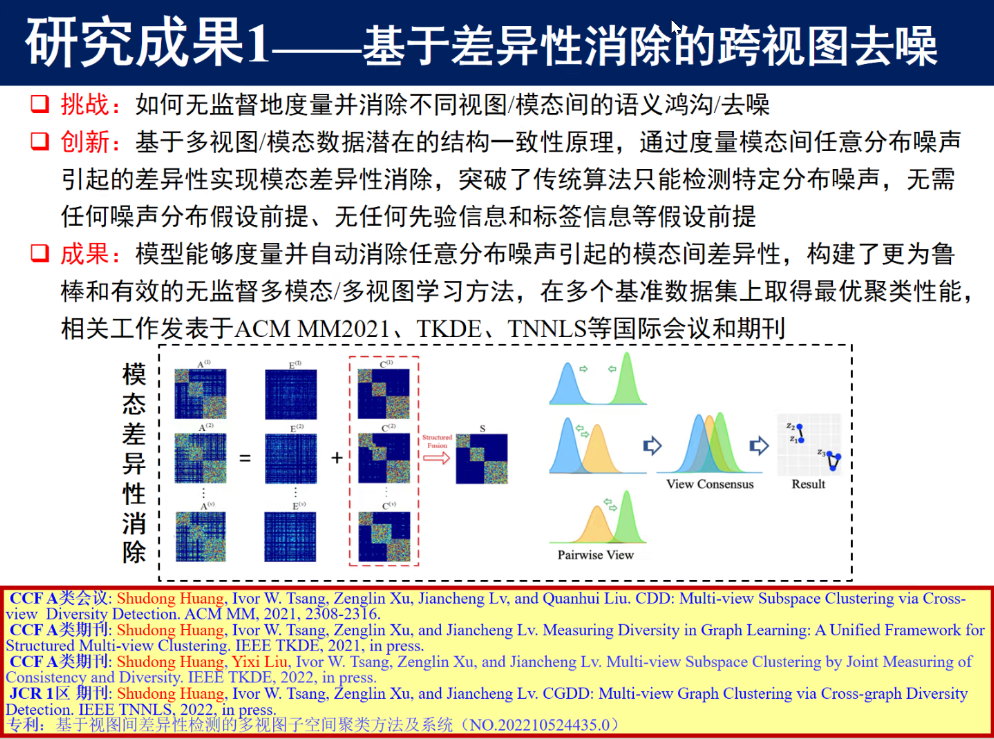 研究成果1——基于差异性消除的跨视图去噪
❑ 挑战：如何无监督地度量并消除不同视图/模态间的语义鸿沟/去噪
❑ 创新：基于多视图/模态数据潜在的结构一致性原理，通过度量模态间任意分布噪声
引起的差异性实现模态差异性消除，突破了传统算法只能检测特定分布噪声，无需
任何噪声分布假设前提、无任何先验信息和标签信息等假设前提
❑ 成果：模型能够度量并自动消除任意分布噪声引起的模态间差异性，构建了更为鲁
棒和有效的无监督多模态/多视图学习方法，在多个基准数据集上取得最优聚类性能，
相关工作发表于ACM MM2021、TKDE、TNNLS等国际会议和期刊
模态差异性消除
A(1) E(1) C(1)
A(2) = E(2) + C(2) Structured Fusion S
⋮ ⋮ ⋮
A(v) E(v) C(v)
View Consensus
z2
z1
z3
Result
Pairwise View
CCF A类会议: Shudong Huang, Ivor W. Tsang, Zenglin Xu, Jiancheng Lv, and Quanhui Liu. CDD: Multi-view Subspace Clustering via Cross-
view Diversity Detection. ACM MM, 2021, 2308-2316.
CCF A类期刊: Shudong Huang, Ivor W. Tsang, Zenglin Xu, and Jiancheng Lv. Measuring Diversity in Graph Learning: A Unified Framework for
Structured Multi-view Clustering. IEEE TKDE, 2021, in press.
CCF A类期刊: Shudong Huang, Yixi Liu, Ivor W. Tsang, Zenglin Xu, and Jiancheng Lv. Multi-view Subspace Clustering by Joint Measuring of
Consistency and Diversity. IEEE TKDE, 2022, in press.
JCR 1区 期刊: Shudong Huang, Ivor W. Tsang, Zenglin Xu, and Jiancheng Lv. CGDD: Multi-view Graph Clustering via Cross-graph Diversity
Detection. IEEE TNNLS, 2022, in press.
专利：基于视图间差异性检测的多视图子空间聚类方法及系统（NO.202210524435.0）